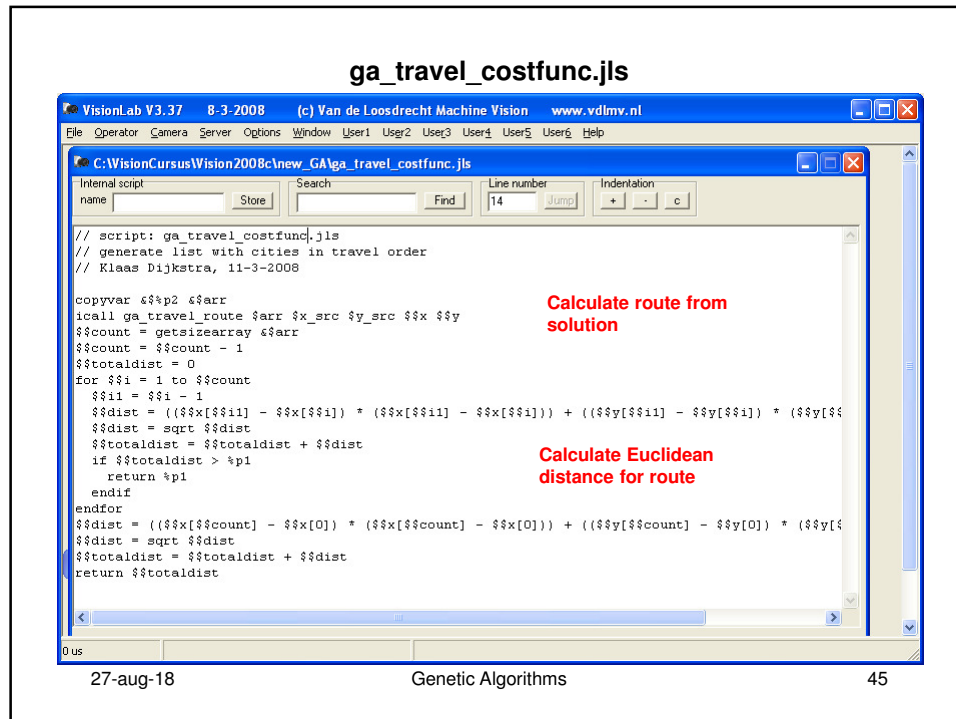 ga_travel_costfunc.jls
VisionLab V3.37 8-3-2008 (c) Van de Loosdrecht Machine Vision www.vdlmv.nl
File Operator Camera Server Options Window User1 User2 User3 User4 User5 User6 Help
C:\VisionCursus\Vision2008c\new_GA\ga_travel_costfunc.jls
Internal script Search Line number Indentation
name Store Find 14 Jump + - c
// script: ga_travel_costfunc.jls
// generate list with cities in travel order
// Klaas Dijkstra, 11-3-2008
copyvar &$%p2 &$arr
icall ga_travel_route $arr $x_src $y_src $$x $$y
$$count = getsizearray &$arr
$$count = $$count - 1
$$totaldist = 0
for $$i = 1 to $$count
$$i1 = $$i - 1
$$dist = (($$x[$$i1] - $$x[$$i]) * ($$x[$$i1] - $$x[$$i])) + (($$y[$$i1] - $$y[$$i]) * ($$y[$$
$$dist = sqrt $$dist
$$totaldist = $$totaldist + $$dist
if $$totaldist > %p1
return %p1
endif
endfor
$$dist = (($$x[$$count] - $$x[0]) * ($$x[$$count] - $$x[0])) + (($$y[$$count] - $$y[0]) * ($$y[$
$$dist = sqrt $$dist
$$totaldist = $$totaldist + $$dist
return $$totaldist
Calculate route from
solution
Calculate Euclidean
distance for route
0 us
27-aug-18 Genetic Algorithms 45